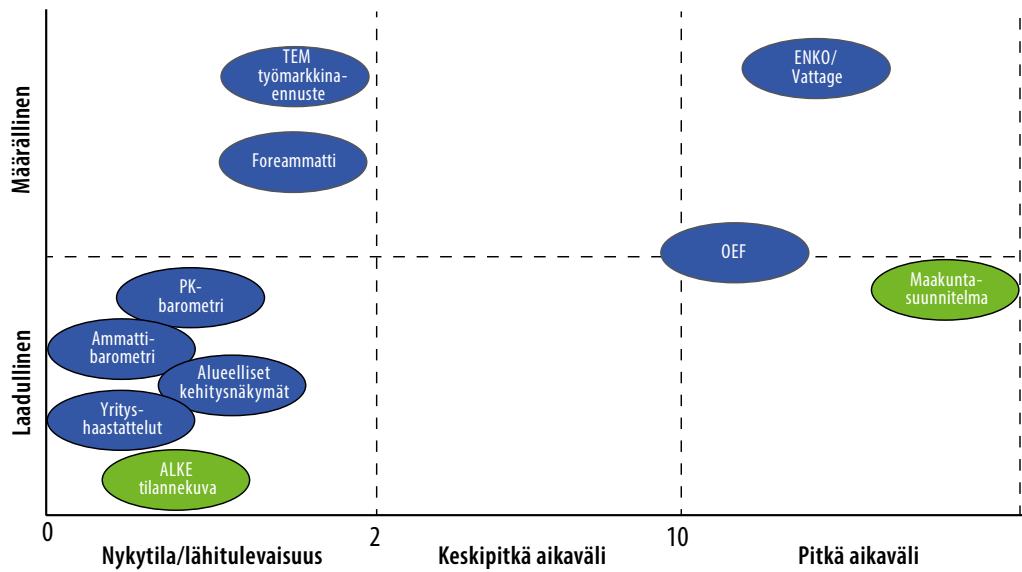 Määrällinen
TEM
työmarkkina-
ennuste
ENKO/
Vattage
Foreammatti
OEF
Laadullinen
PK-
barometri
Maakunta-
suunnitelma
Ammatti-
barometri
Alueelliset
kehitysnäkymät
Yritys-
haastattelut
ALKE
tilannekuva
0
2
10
Nykytila/lähitulevaisuus
Keskipitkä aikaväli
Pitkä aikaväli